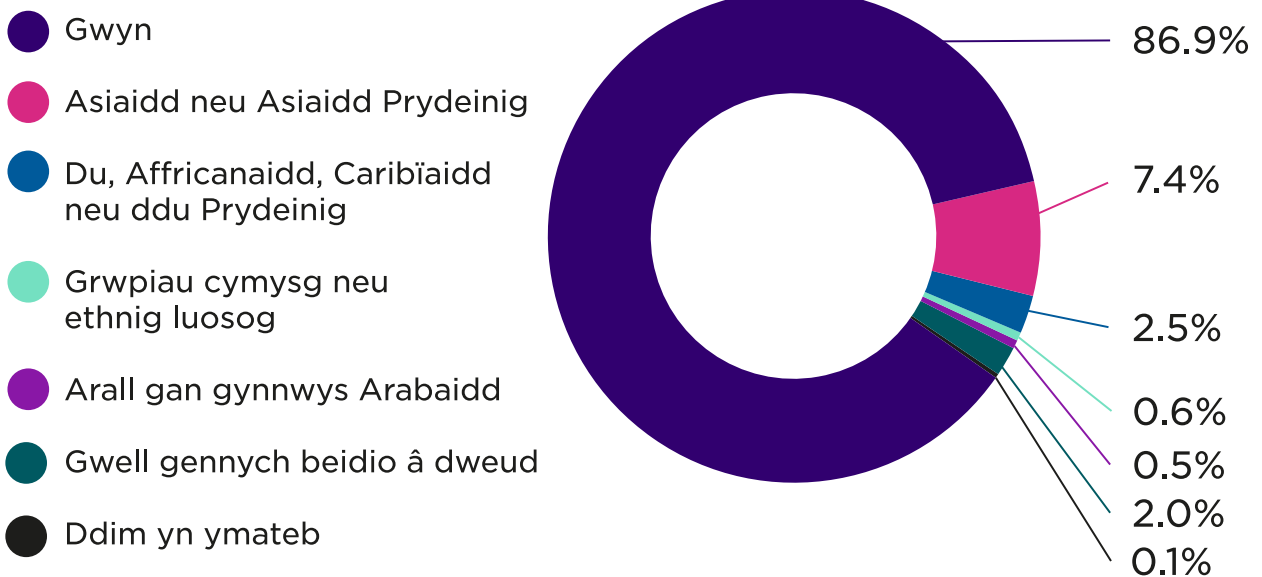 Gwyn
Asiaidd neu Asiaidd Prydeinig
Du, Affricanaidd, Caribïaidd
neu ddu Prydeinig
Grwpiau cymysg neu
ethnig luosog
Arall gan gynnwys Arabaidd
Gwell gennych beidio â dweud
Ddim yn ymateb
86.9%
7.4%
2.5%
0.6%
0.5%
2.0%
0.1%